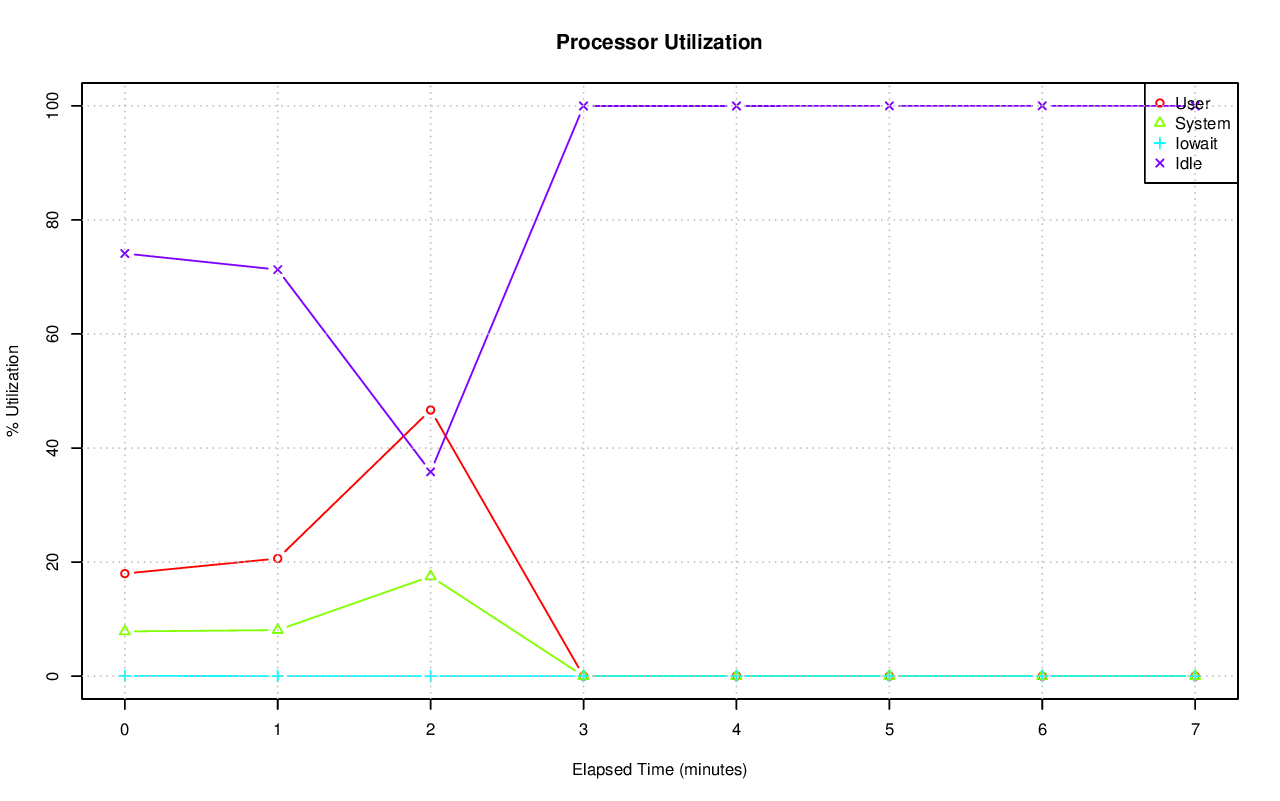 Processor Utilization
% Utilization
100
80
60
40
20
0
User
System
Iowait
Idle
0 1 2 3 4 5 6 7
Elapsed Time (minutes)